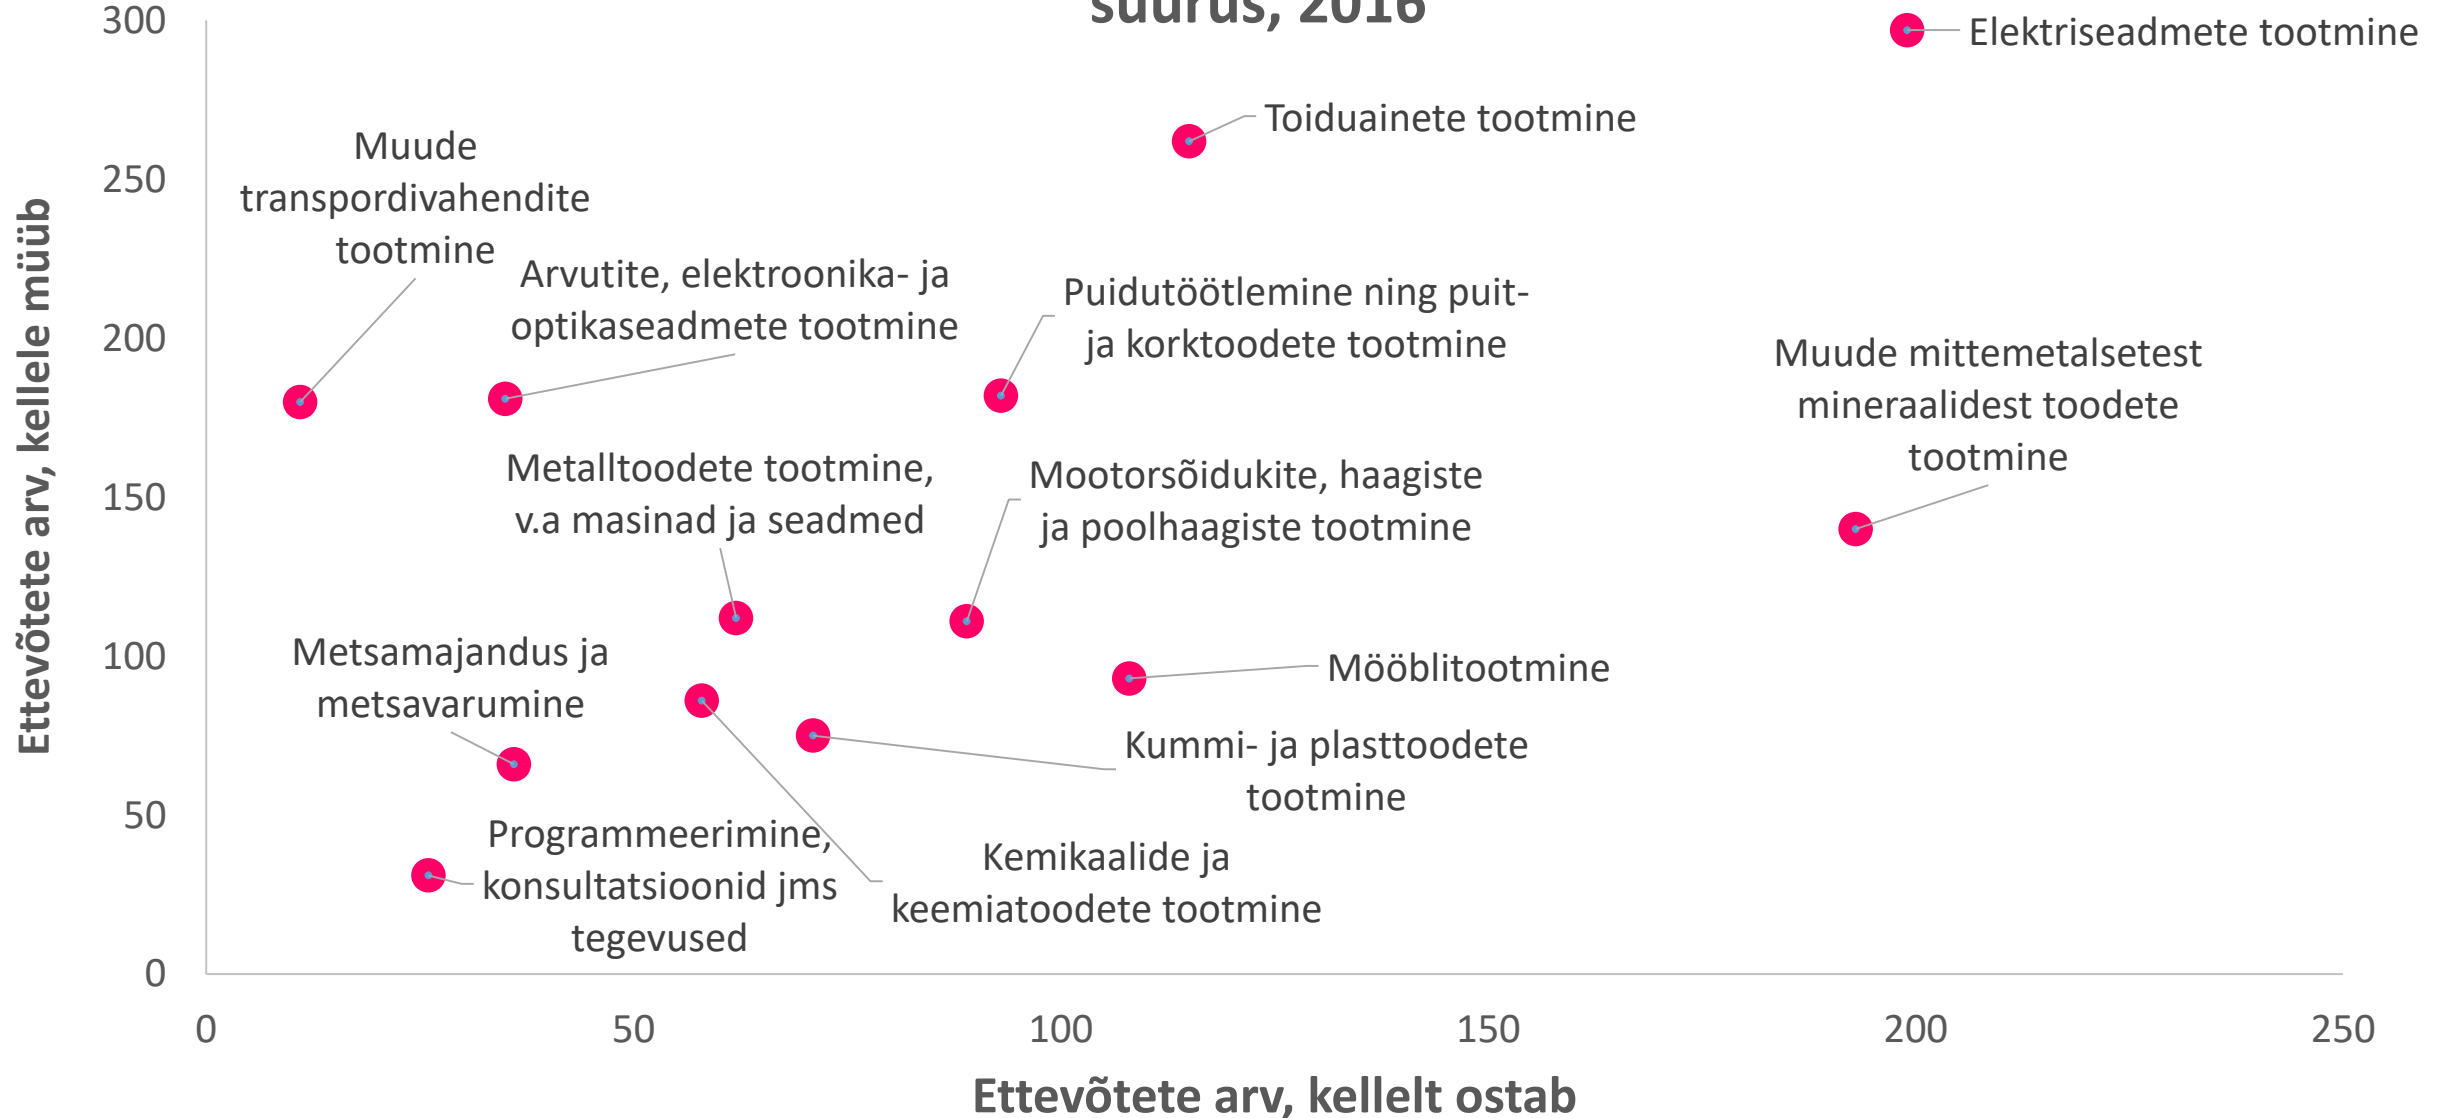 suurus, 2016
Elektriseadmete tootmine
Toiduainete tootmine
Muude
transpordivahendite
tootmine
Arvutite, elektroonika- ja
optikaseadmete tootmine
Puidutöötlemine ning puit-
ja korktoodete tootmine
Muude mittemetalsetest
mineraalidest toodete
tootmine
Metalltoodete tootmine,
v.a masinad ja seadmed
Mootorsõidukite, haagiste
ja poolhaagiste tootmine
Metsamajandus ja
metsavarumine
Mööblitootmine
Kummi- ja plasttoodete
tootmine
Programmeerimine,
konsultatsioonid jms
tegevused
Kemikaalide ja
keemiatoodete tootmine
Ettevõtete arv, kellele müüb
300
250
200
150
100
50
0
0
50
100
150
200
250
Ettevõtete arv, kellelt ostab